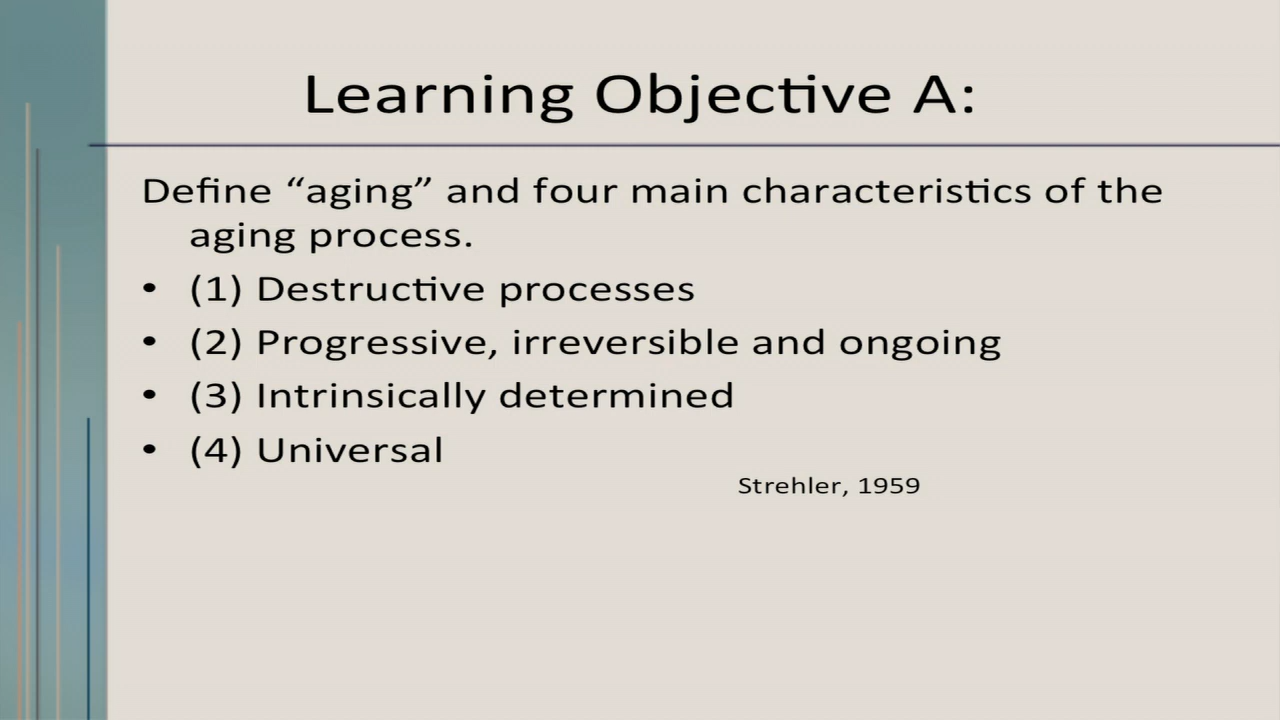 Learning Objective A:
Define “aging” and four main characteristics of the
aging process.
• (1) Destructive processes
• (2) Progressive, irreversible and ongoing
• (3) Intrinsically determined
• (4) Universal
Strehler, 1959